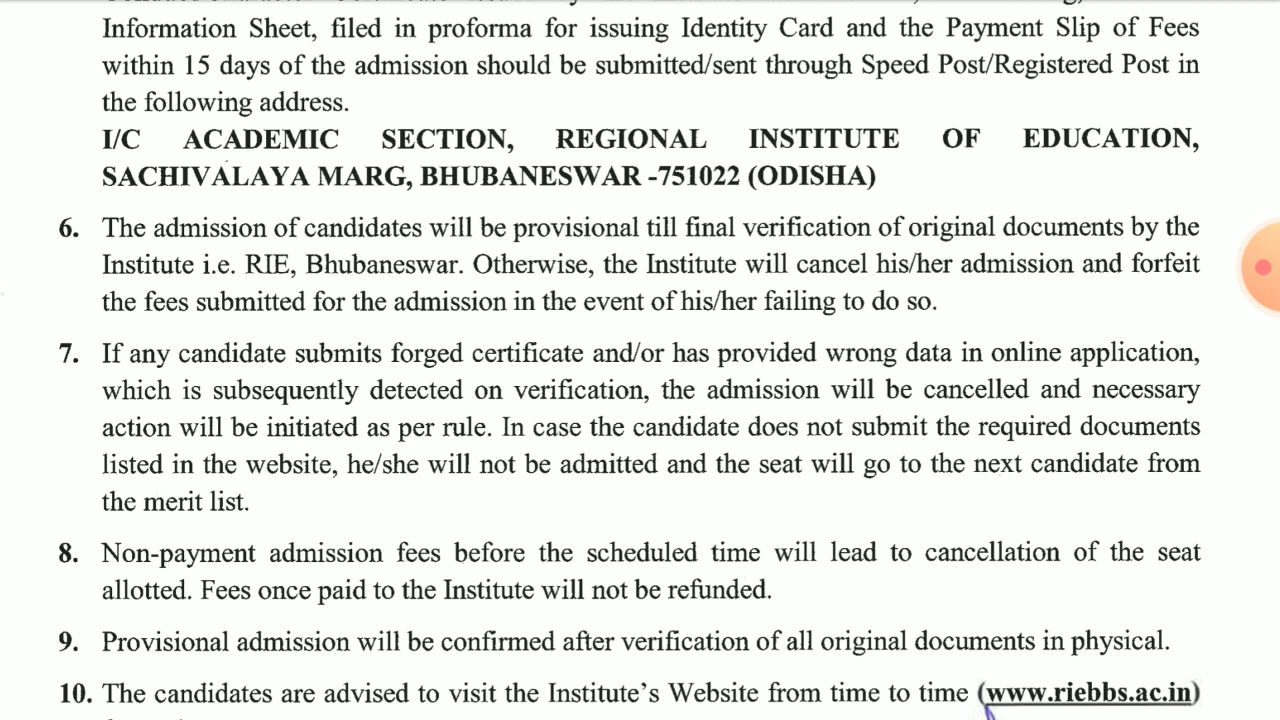 Information Sheet, filed in proforma for issuing Identity Card and the Payment Slip of Fees
within 15 days of the admission should be submitted/sent through Speed Post/Registered Post in
the following address.
I/C ACADEMIC SECTION, REGIONAL INSTITUTE OF EDUCATION,
SACHIVALAYA MARG, BHUBANESWAR -751022 (ODISHA)
6. The admission of candidates will be provisional till final verification of original documents by the
Institute i.e. RIE, Bhubaneswar. Otherwise, the Institute will cancel his/her admission and forfeit
the fees submitted for the admission in the event of his/her failing to do so.
7. If any candidate submits forged certificate and/or has provided wrong data in online application,
which is subsequently detected on verification, the admission will be cancelled and necessary
action will be initiated as per rule. In case the candidate does not submit the required documents
listed in the website, he/she will not be admitted and the seat will go to the next candidate from
the merit list.
8. Non-payment admission fees before the scheduled time will lead to cancellation of the seat
allotted. Fees once paid to the Institute will not be refunded.
9. Provisional admission will be confirmed after verification of all original documents in physical.
10. The candidates are advised to visit the Institute's Website from time to time (www.riebbs.ac.in)